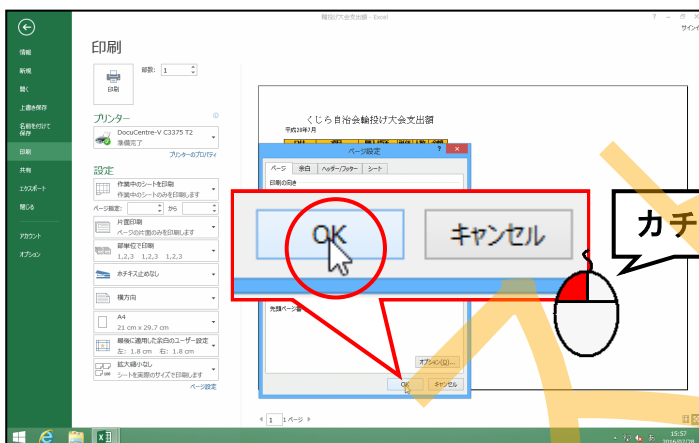 輪投げ大会支出額 - Excel
? － ×
サインイ
情報
新規
開く
上書き保存
名前を付けて
保存
印刷
共有
エクスポート
閉じる
アカウント
オプション
印刷
部数: 1
印刷
プリンター
DocuCentre-V C3375 T2
準備完了
プリンターのプロパティ
設定
作業中のシートを印刷
作業中のシートのみを印刷します
ページ指定: から
片面印刷
ページの片面のみを印刷します
部単位で印刷
1,2,3 1,2,3 1,2,3
ホチキス止めなし
横方向
A4
21 cm x 29.7 cm
最後に適用した余白のユーザー設定
左: 1.8 cm 右: 1.8 cm
拡大縮小なし
シートを実際のサイズで印刷します
ページ設定
くじら自治会輪投げ大会支出額
平成28年7月
ページ設定
? ×
ページ 余白 ヘッダー/フッター シート
印刷の向き
OK キャンセル
カチ
先頭ページ番
オプション(O)...
OK キャンセル
1 1 ページ
15:57
2016/07/28